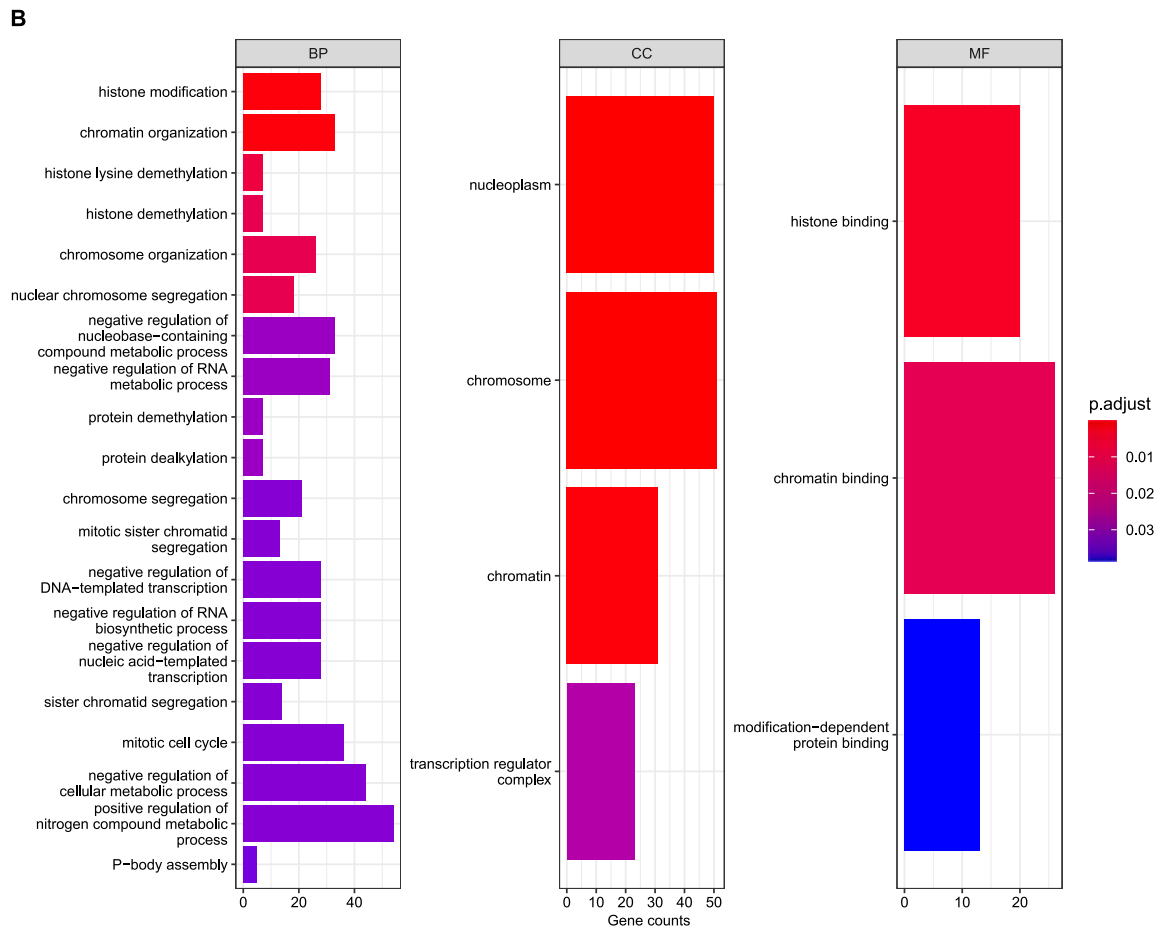 B
BP
histone modification
chromatin organization
histone lysine demethylation
histone demethylation
chromosome organization
nuclear chromosome segregation
negative regulation of
nucleobase−containing
compound metabolic process
negative regulation of RNA
metabolic process
protein demethylation
protein dealkylation
chromosome segregation
mitotic sister chromatid
segregation
negative regulation of
DNA−templated transcription
negative regulation of RNA
biosynthetic process
negative regulation of
nucleic acid−templated
transcription
sister chromatid segregation
mitotic cell cycle
negative regulation of
cellular metabolic process
positive regulation of
nitrogen compound metabolic
process
P−body assembly
0 20 40
CC
nucleoplasm
chromosome
chromatin
transcription regulator
complex
0 10 20 30 40 50
Gene counts
MF
histone binding
chromatin binding
modification−dependent
protein binding
0 10 20
p.adjust
0.01
0.02
0.03